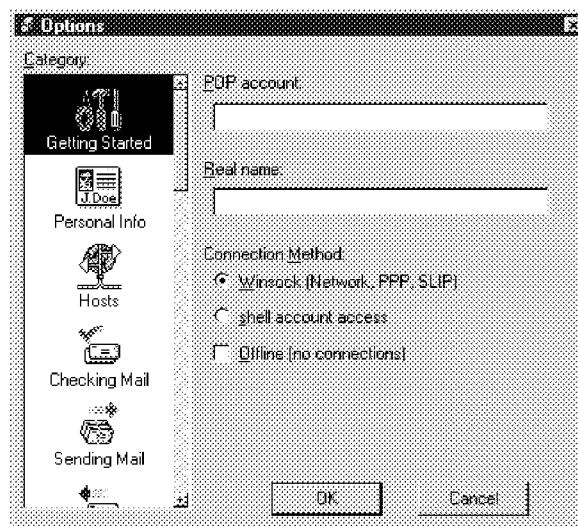 Options
Category:
Getting Started
J.Doe
Personal Info
Hosts
Checking Mail
Sending Mail
POP account:
Real name:
Connection Method:
Winsock (Network, PPP, SLIP)
shell account access
Offline (no connections)
OK
Cancel